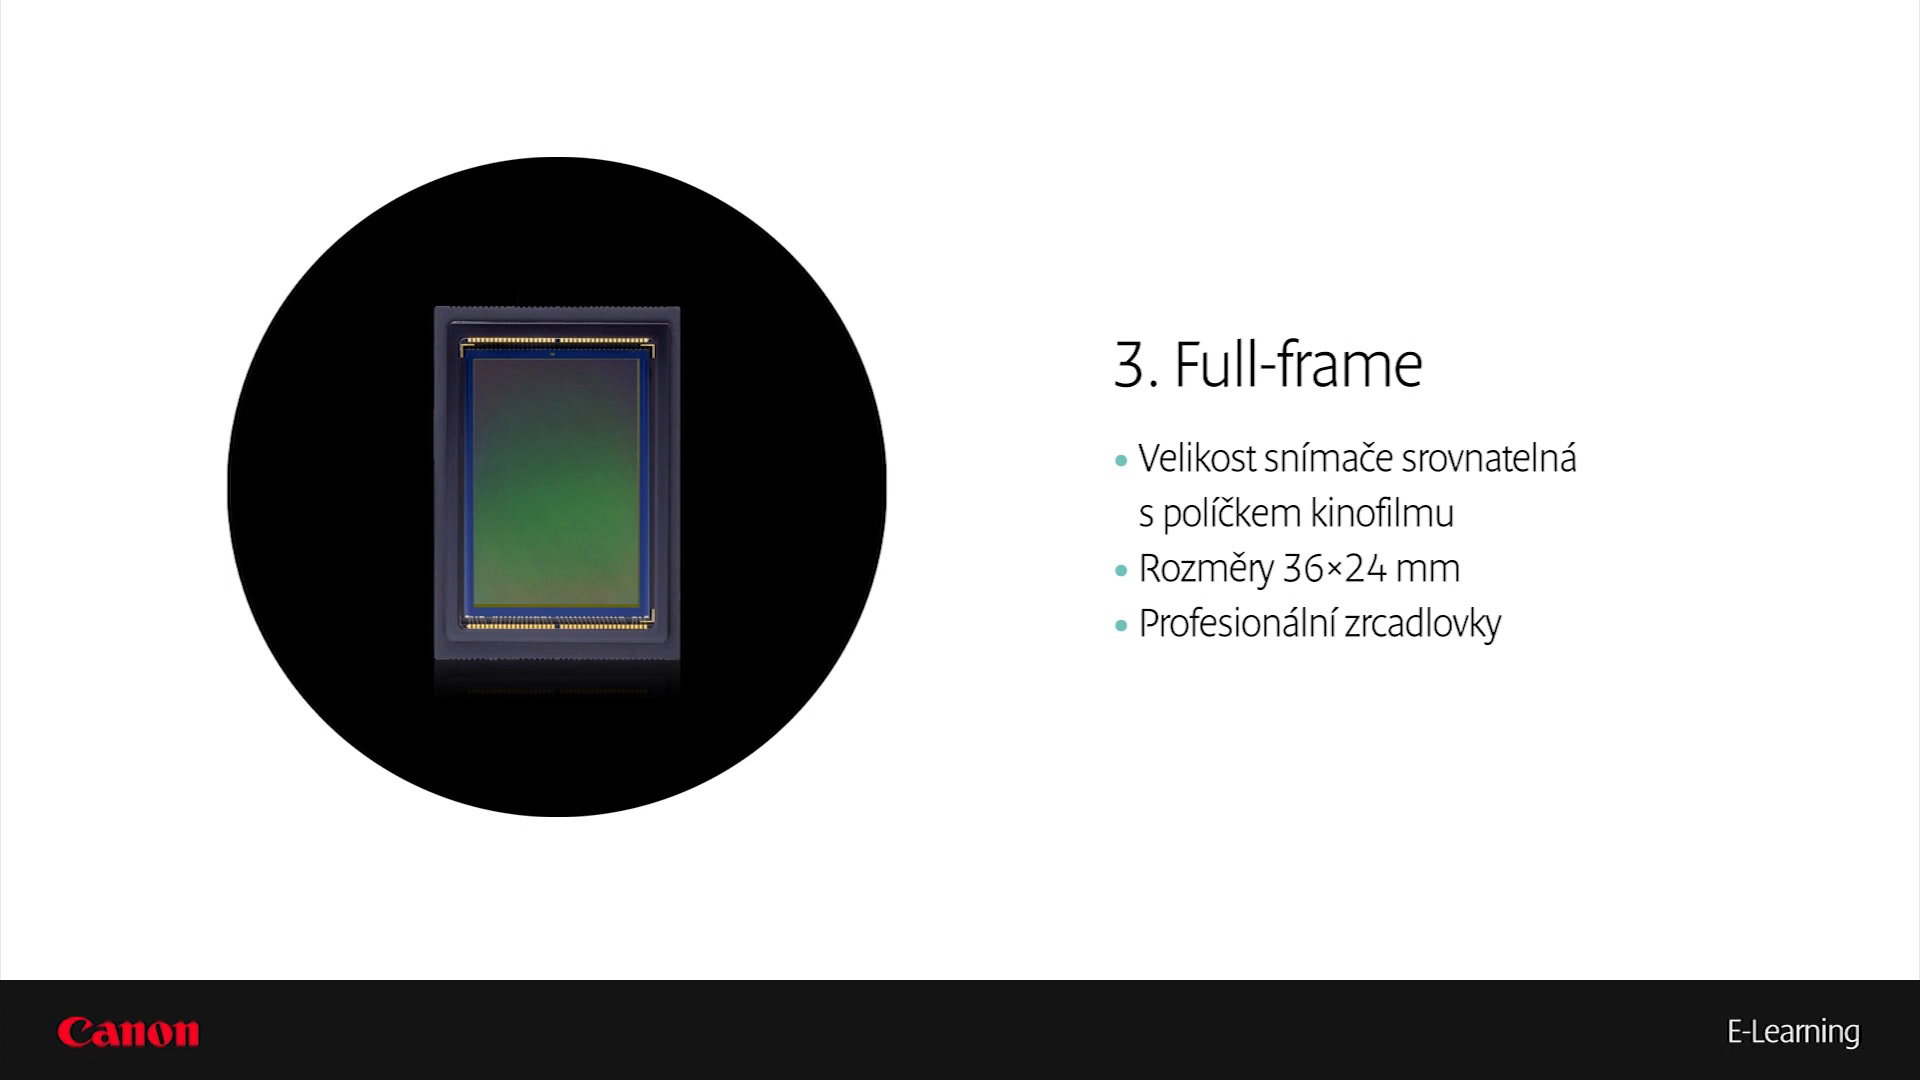 3. Full-frame
• Velikost snímače srovnatelná
s políčkem kinofilmu
• Rozměry 36×24 mm
• Profesionální zrcadlovky
Canon
E-Learning